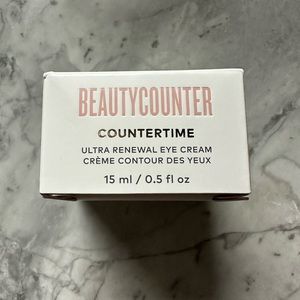 BEAUTYCOUNTER
COUNTERTIME
ULTRA RENEWAL EYE CREAM
CRÈME CONTOUR DES YEUX
15 ml / 0.5 fl oz